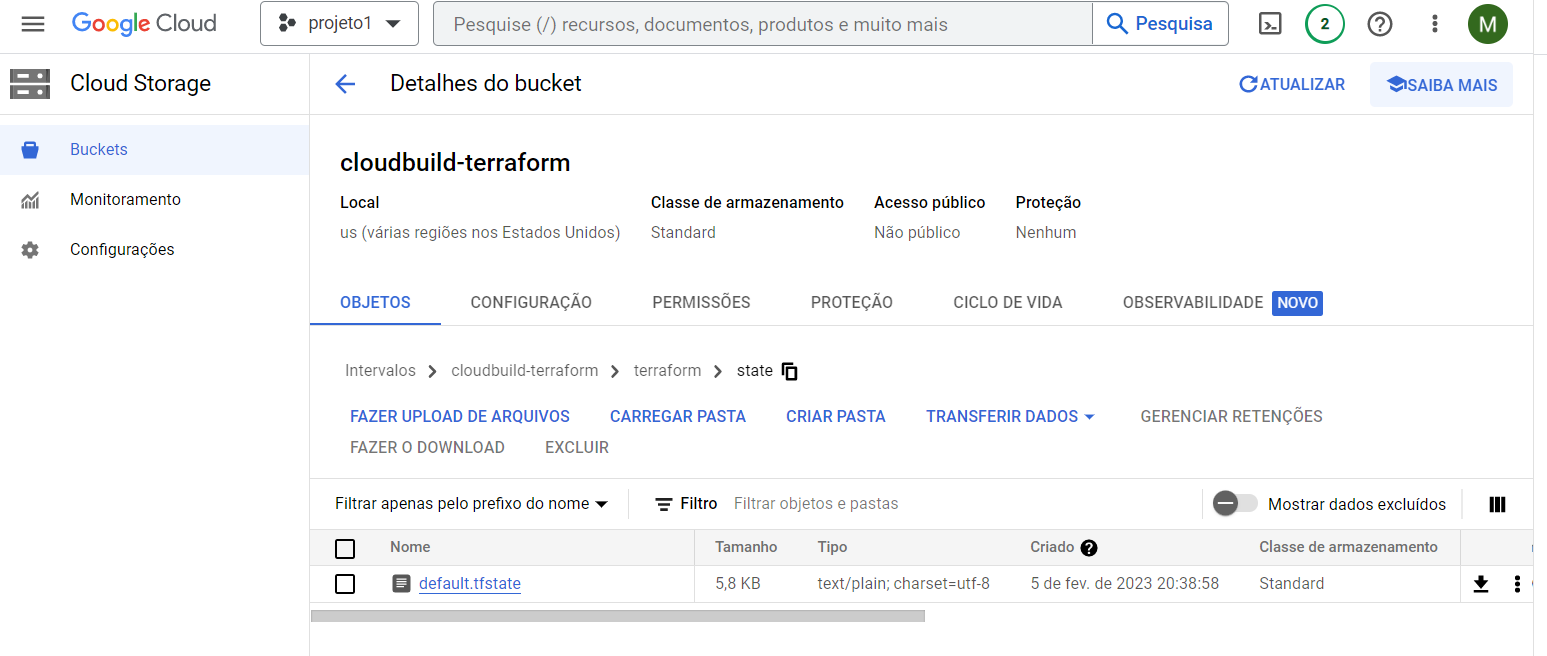 Google Cloud projeto1 Pesquise (/) recursos, documentos, produtos e muito mais Pesquisa 2 M
Cloud Storage Detalhes do bucket ATUALIZAR SAIBA MAIS
Buckets
Monitoramento
Configurações
cloudbuild-terraform
Local Classe de armazenamento Acesso público Proteção
us (várias regiões nos Estados Unidos) Standard Não público Nenhum
OBJETOS CONFIGURAÇÃO PERMISSÕES PROTEÇÃO CICLO DE VIDA OBSERVABILIDADE NOVO
Intervalos cloudbuild-terraform terraform state
FAZER UPLOAD DE ARQUIVOS CARREGAR PASTA CRIAR PASTA TRANSFERIR DADOS GERENCIAR RETENÇÕES
FAZER O DOWNLOAD EXCLUIR
Filtrar apenas pelo prefixo do nome Filtro Filtrar objetos e pastas Mostrar dados excluídos
Nome Tamanho Tipo Criado Classe de armazenamento
default.tfstate 5,8 KB text/plain; charset=utf-8 5 de fev. de 2023 20:38:58 Standard